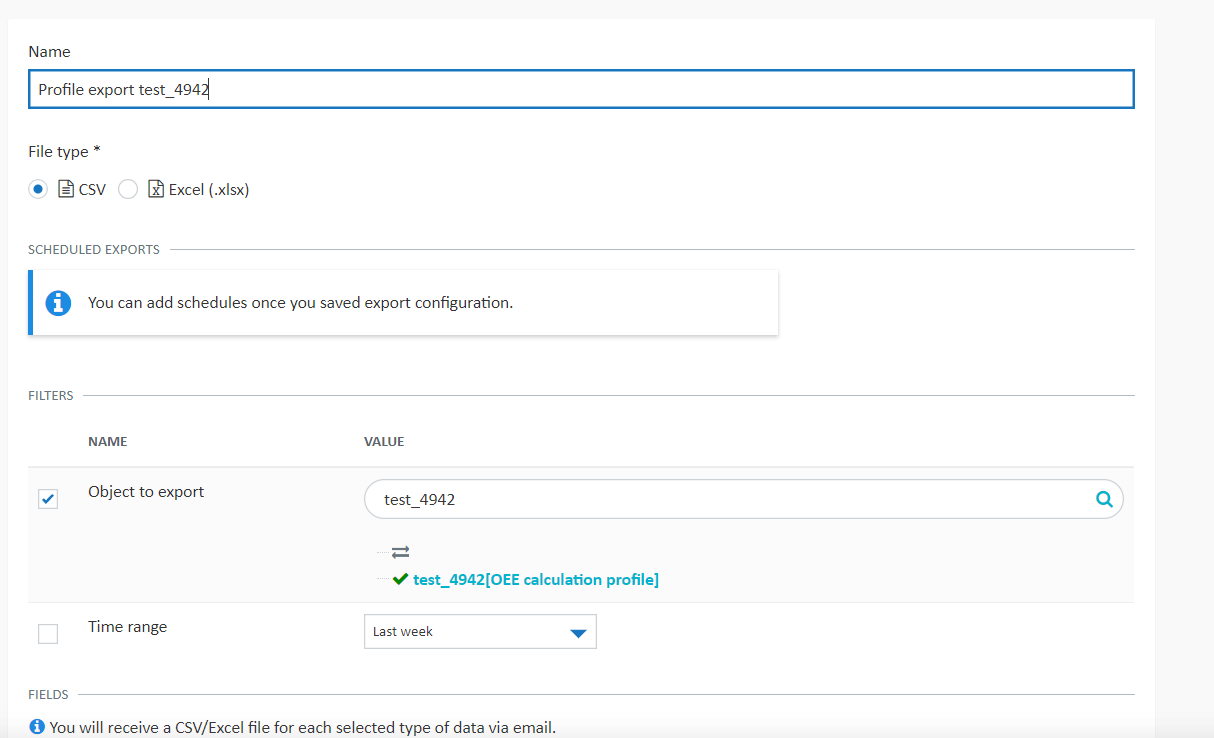 Name
Profile export test_4942
File type *
CSV Excel (.xlsx)
SCHEDULED EXPORTS
You can add schedules once you saved export configuration.
FILTERS
NAME VALUE
Object to export
test_4942
test_4942[OEE calculation profile]
Time range Last week
FIELDS
You will receive a CSV/Excel file for each selected type of data via email.